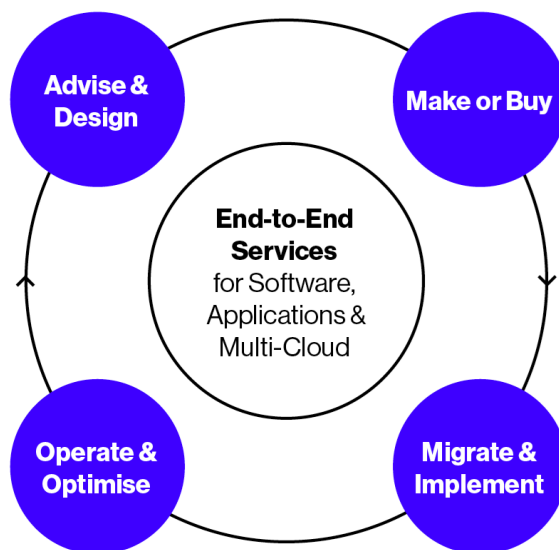 Advise &
Design
Make or Buy
End-to-End
Services
for Software,
Applications &
Multi-Cloud
Operate &
Optimise
Migrate &
Implement